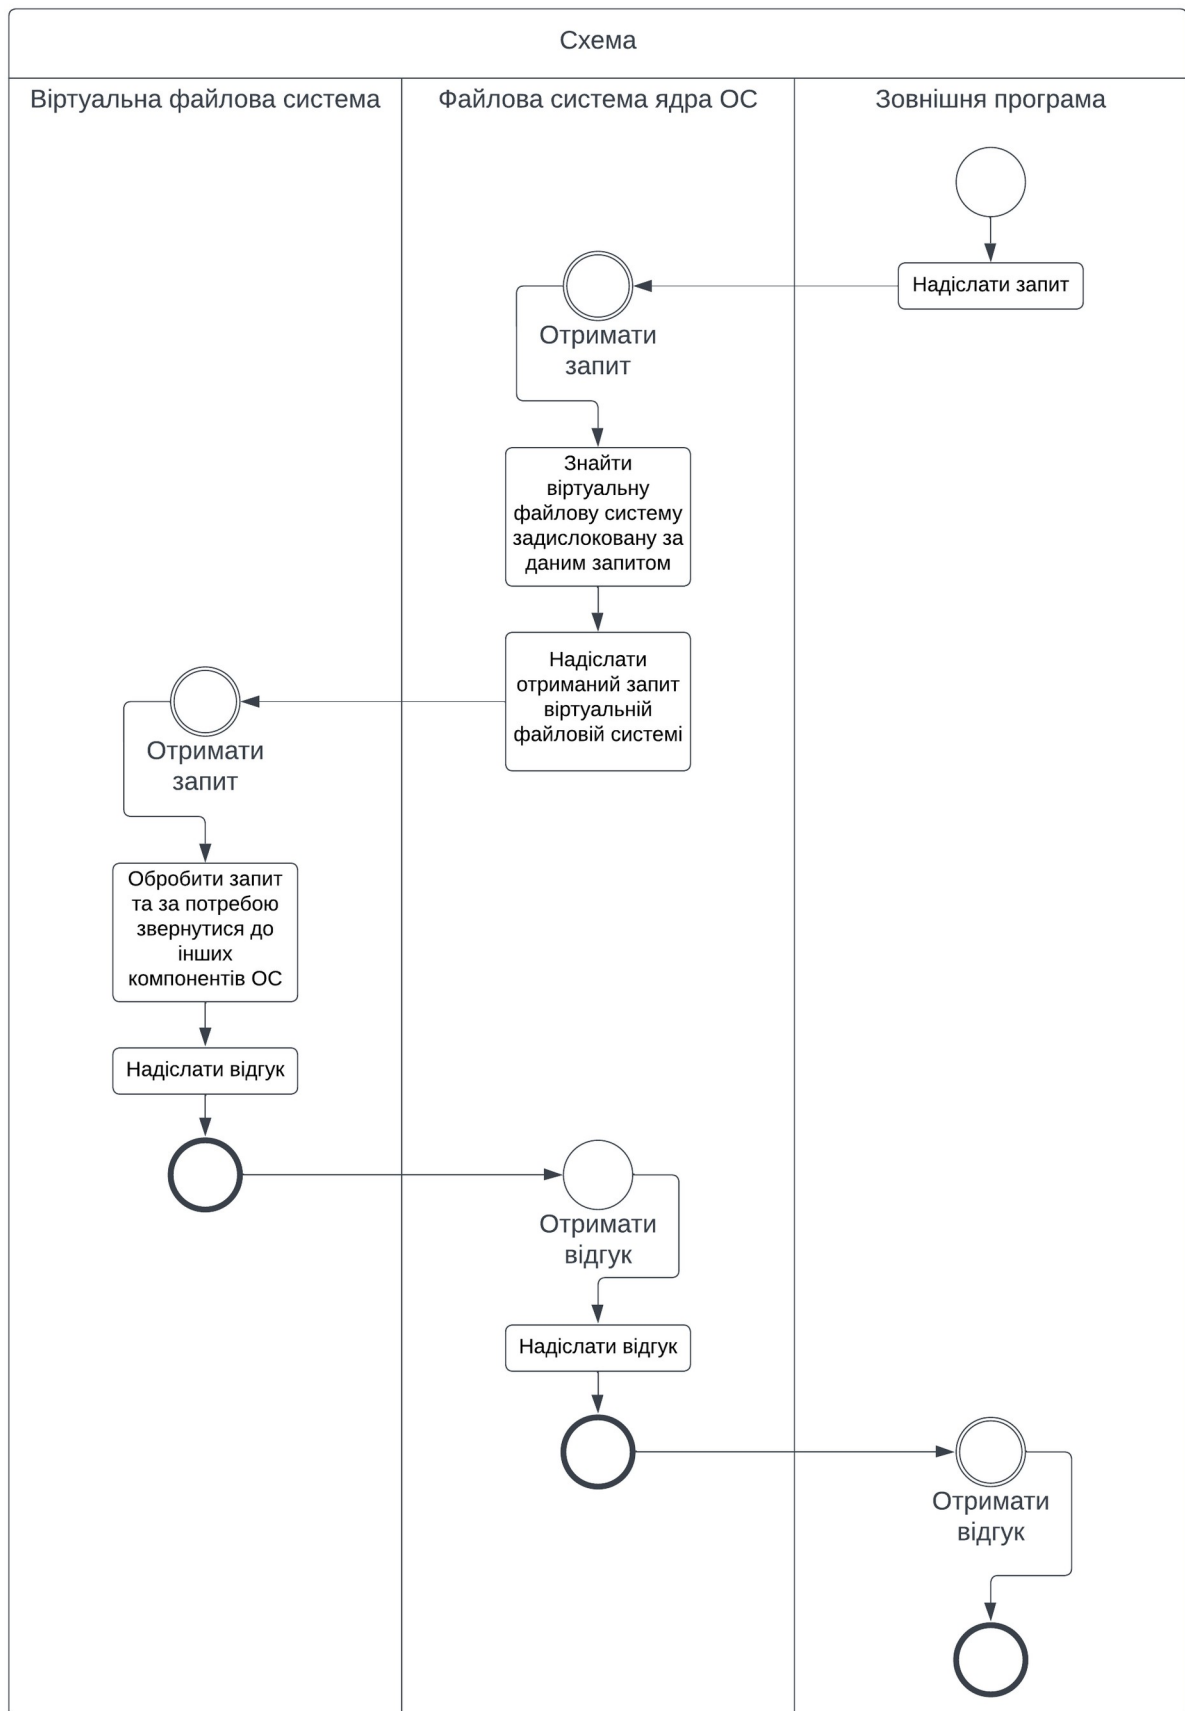 Схема
Віртуальна файлова система
Файлова система ядра ОС
Зовнішня програма
Надіслати запит
Отримати
запит
Знайти
віртуальну
файлову систему
задислоковану за
даним запитом
Надіслати
отриманий запит
віртуальній
файловій системі
Отримати
запит
Обробити запит
та за потребою
звернутися до
інших
компонентів ОС
Надіслати відгук
Отримати
відгук
Надіслати відгук
Отримати
відгук